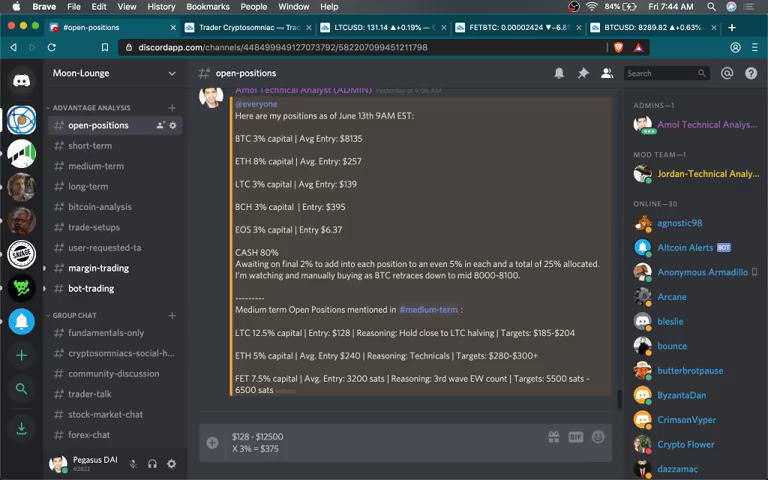 Brave File Edit View History Bookmarks People Window Help
84% Fri 7:44 AM
#open-positions
Trader Cryptosomniac — Trad
LTCUSD: 131.14 ▲+0.19% —
FETBTC: 0.00002424 ▼−6.8
BTCUSD: 8289.82 ▲+0.63%
discordapp.com/channels/448499949127073792/582207099451211798
Moon-Lounge
# open-positions
Search
ADVANTAGE ANALYSIS
# open-positions
# short-term
# medium-term
# long-term
# bitcoin-analysis
# trade-setups
# user-requested-ta
# margin-trading
# bot-trading
GROUP CHAT
# fundamentals-only
# cryptosomniacs-social-h...
# community-discussion
# trader-talk
# stock-market-chat
# forex-chat
Pegasus DAI
#2822
SAVAGE
Amol Technical Analyst (ADMIN) Yesterday at 9:06 AM
@everyone
Here are my positions as of June 13th 9AM EST:
BTC 3% capital | Avg Entry: $8135
ETH 8% capital | Avg Entry: $257
LTC 3% capital | Avg Entry: $139
BCH 3% capital | Entry: $395
EOS 3% capital | Entry $6.37
CASH 80%
Awaiting on final 2% to add into each position to an even 5% in each and a total of 25% allocated.
I'm watching and manually buying as BTC retraces down to mid 8000-8100.
---------
Medium term Open Positions mentioned in #medium-term :
LTC 12.5% capital | Entry: $128 | Reasoning: Hold close to LTC halving | Targets: $185-$204
ETH 5% capital | Avg. Entry $240 | Reasoning: Technicals | Targets: $280-$300+
FET 7.5% capital | Avg. Entry: 3200 sats | Reasoning: 3rd wave EW count | Targets: 5500 sats -
6500 sats (edited)
$128 - $12500
X 3% = $375
GIF
ADMINS—1
Amol Technical Analys...
MOD TEAM—1
Jordan-Technical Analy...
ONLINE—30
agnostic98
Altcoin Alerts BOT
Anonymous Armadillo
Arcane
bleslie
bounce
butterbrotpause
ByzantaDan
CrimsonVyper
Crypto Flower
dazzamac